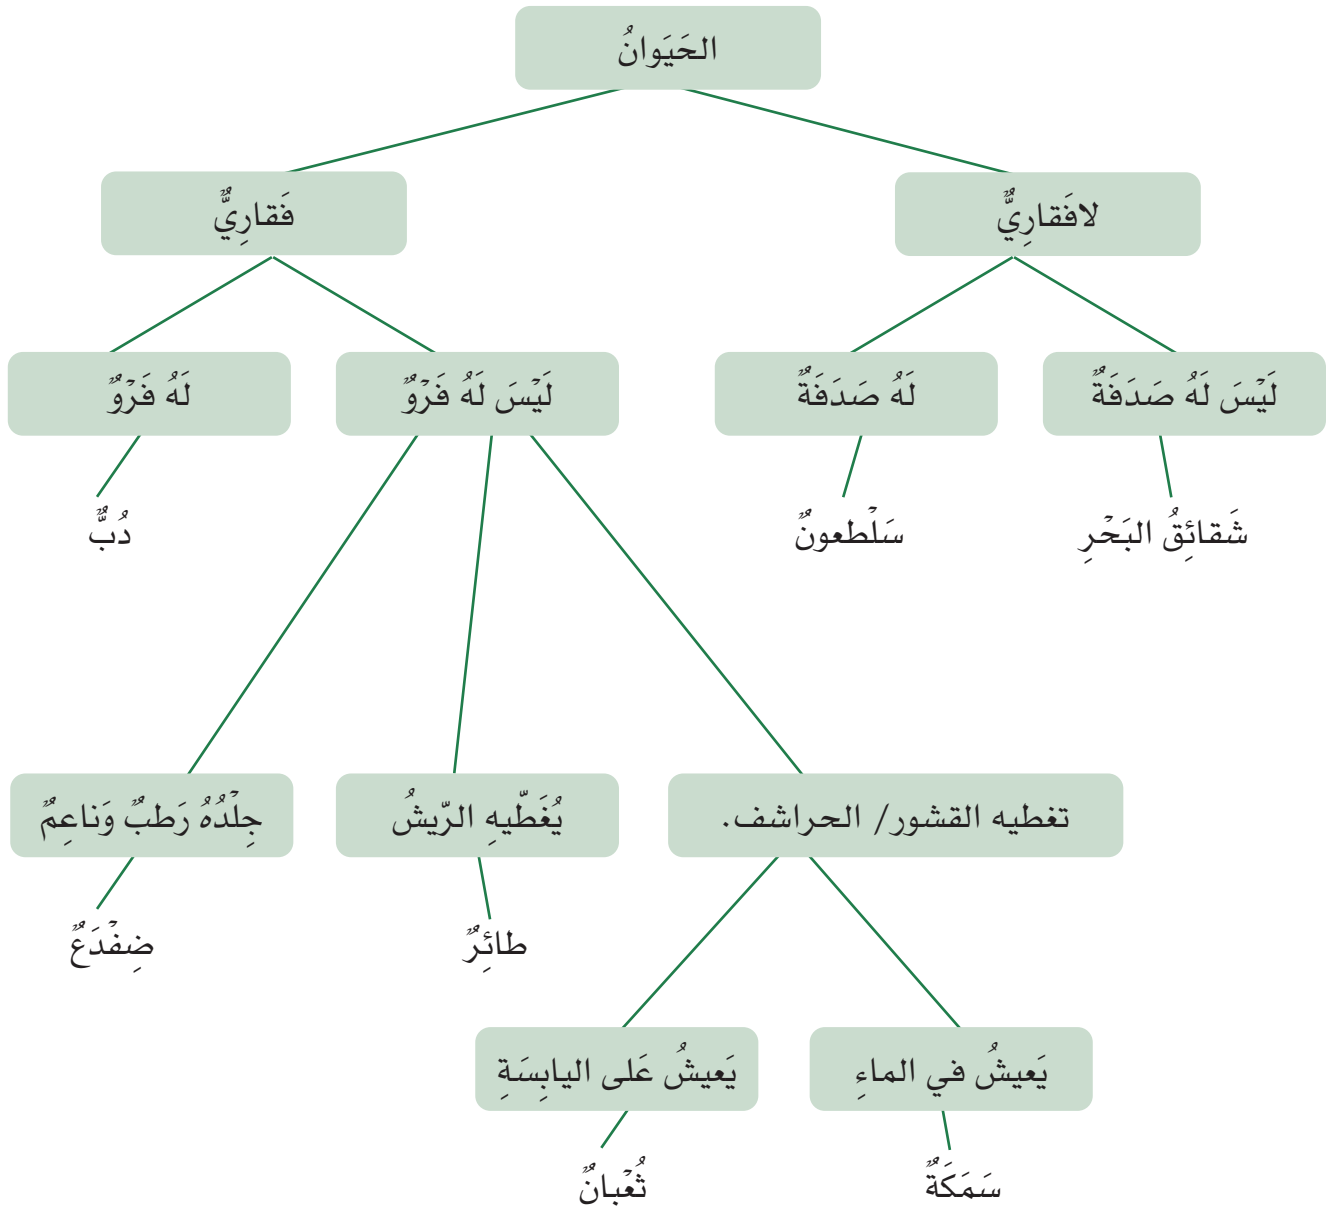 الحَيَوانُ
لافَقارِيٌّ
فَقارِيٌّ
لَيْسَ لَهُ صَدَفَةٌ
لَهُ صَدَفَةٌ
لَيْسَ لَهُ فَرْوٌ
لَهُ فَرْوٌ
شَقائِقُ البَحْرِ
سَلْطعونٌ
دُبٌّ
تغطيه القشور/ الحراشف.
يُغَطّيهِ الرّيشُ
جِلْدُهُ رَطبٌ وَناعِمٌ
طائِرٌ
ضِفْدَعٌ
يَعيشُ في الماءِ
يَعيشُ عَلى اليابِسَةِ
سَمَكَةٌ
ثُعْبانٌ